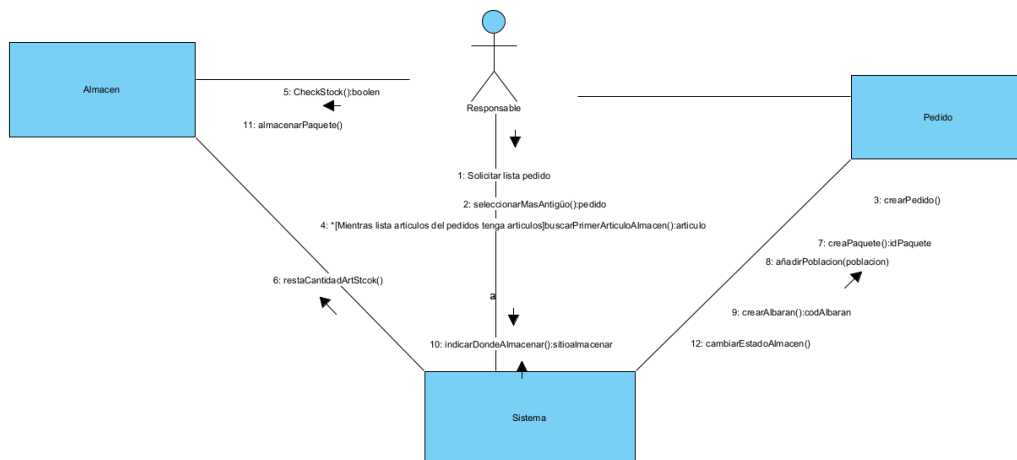 Almacen
5: CheckStock():boolen
11: almacenarPaquete()
Responsable
Pedido
1: Solicitar lista pedido
2: seleccionarMasAntigüo():pedido
4: *[Mientras lista articulos del pedidos tenga articulos]buscarPrimerArticuloAlmacen():articulo
3: crearPedido()
7: creaPaquete():idPaquete
8: añadirPoblacion(poblacion)
6: restaCantidadArtStcok()
a
9: crearAlbaran():codAlbaran
10: indicarDondeAlmacenar():sitioalmacenar
12: cambiarEstadoAlmacen()
Sistema